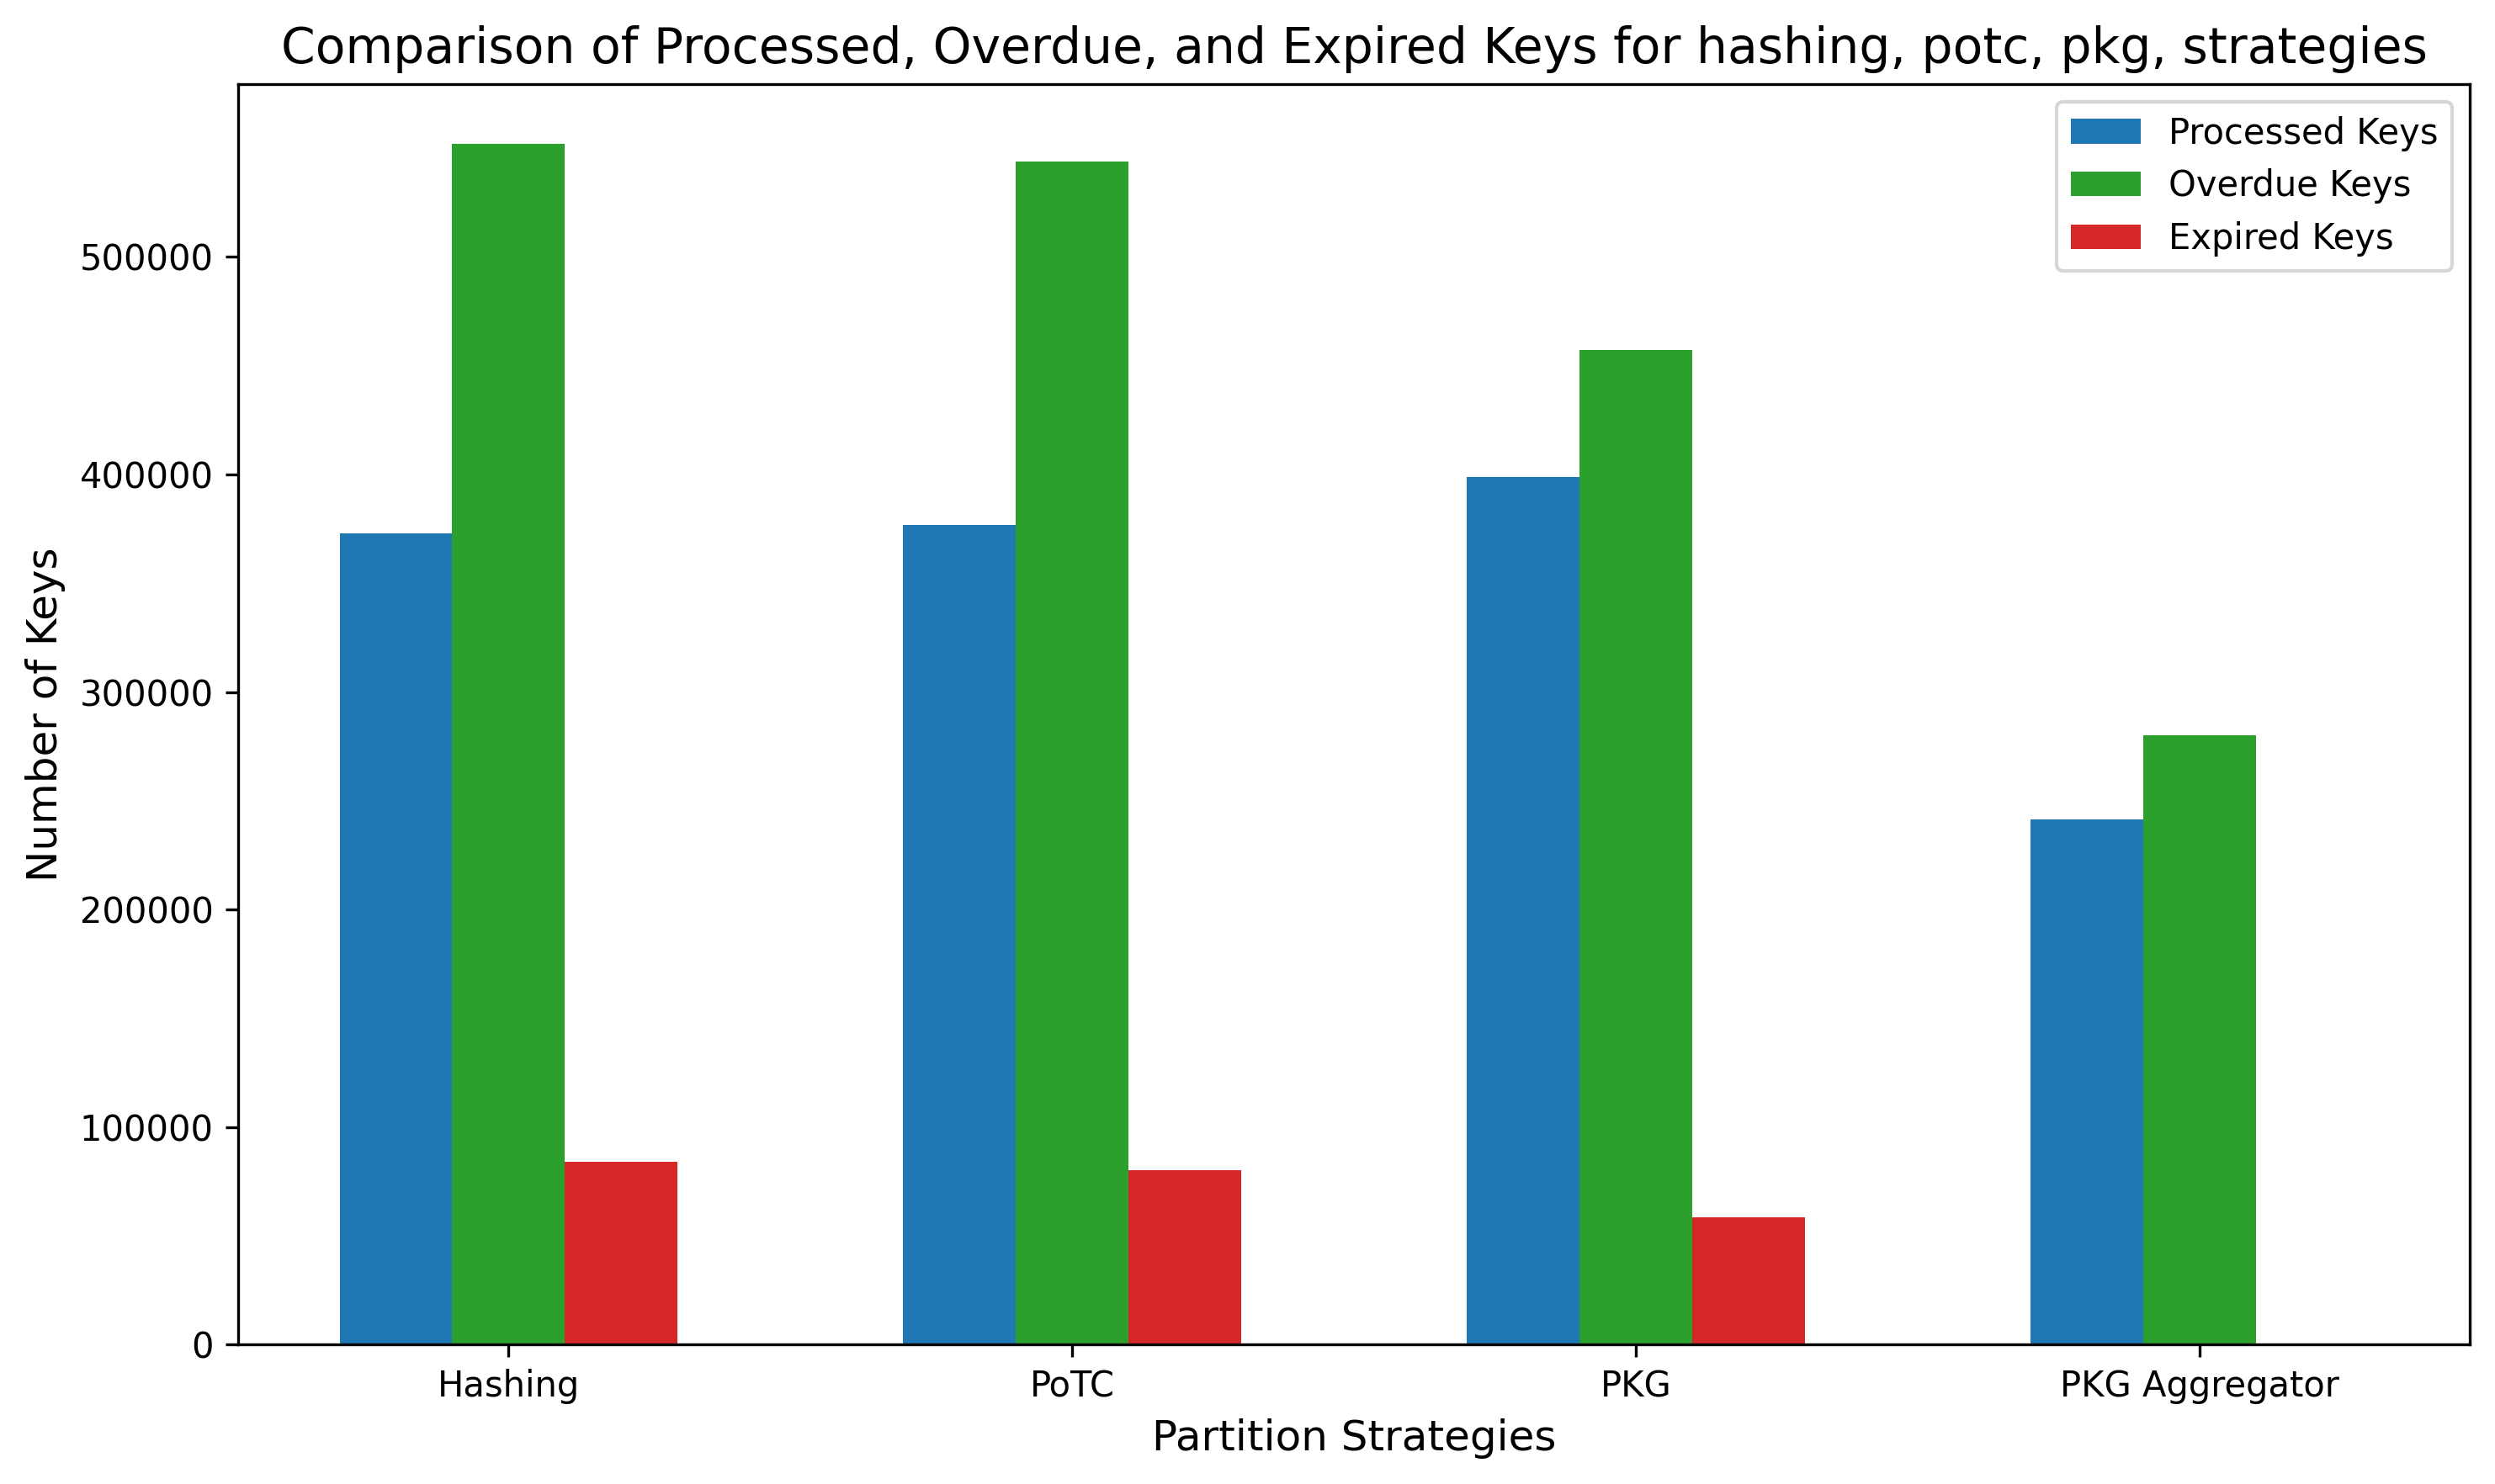 Comparison of Processed, Overdue, and Expired Keys for hashing, potc, pkg, strategies
Processed Keys
Overdue Keys
Expired Keys
Number of Keys
500000
400000
300000
200000
100000
0
Hashing
PoTC
PKG
PKG Aggregator
Partition Strategies